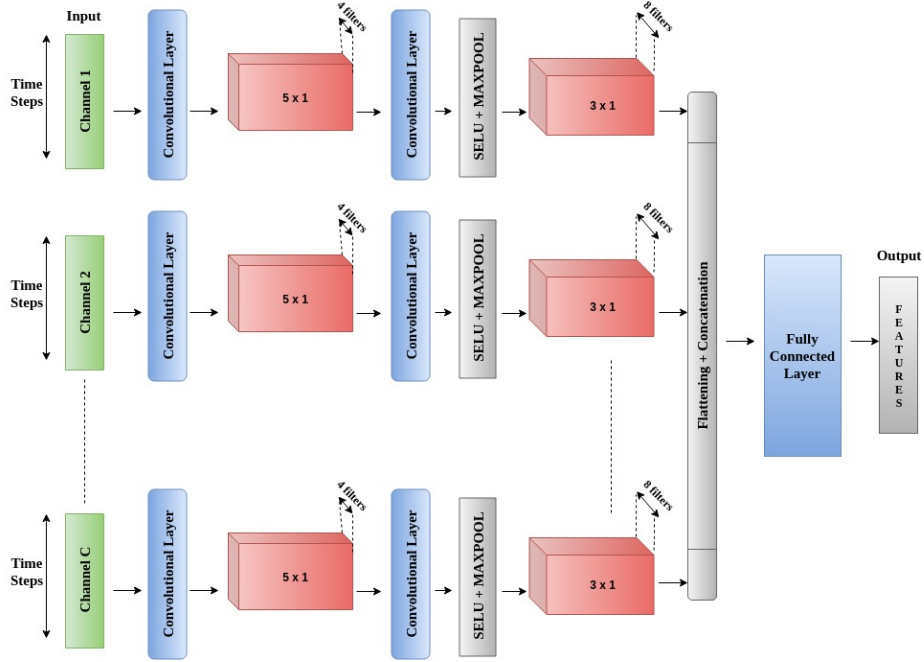 Input
Time
Steps
Channel 1
Convolutional Layer
4 filters
5 x 1
Convolutional Layer
SELU + MAXPOOL
8 filters
3 x 1
Time
Steps
Channel 2
Convolutional Layer
4 filters
5 x 1
Convolutional Layer
SELU + MAXPOOL
8 filters
3 x 1
Time
Steps
Channel C
Convolutional Layer
4 filters
5 x 1
Convolutional Layer
SELU + MAXPOOL
8 filters
3 x 1
Flattening + Concatenation
Fully
Connected
Layer
Output
FEATURES